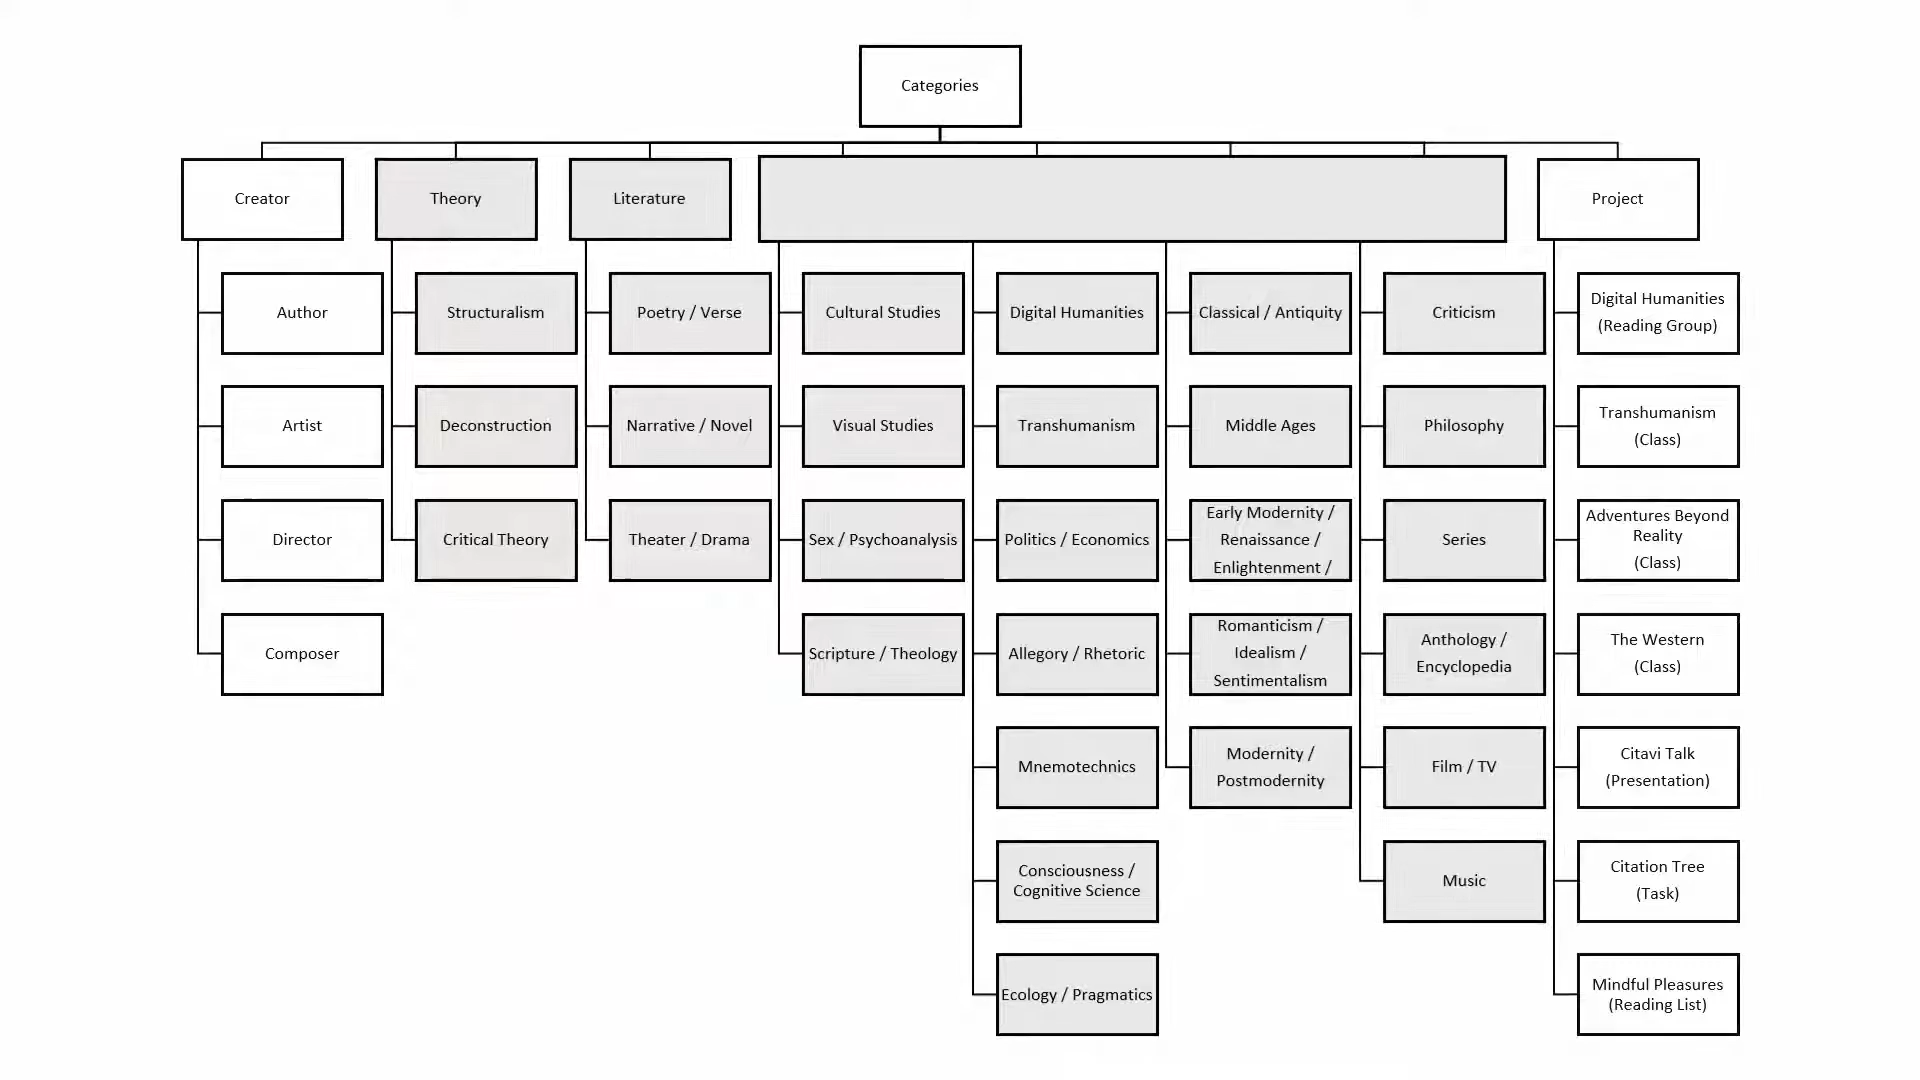 Categories
Creator
Theory
Literature
Project
Author
Artist
Director
Composer
Structuralism
Deconstruction
Critical Theory
Poetry / Verse
Narrative / Novel
Theater / Drama
Cultural Studies
Visual Studies
Sex / Psychoanalysis
Scripture / Theology
Digital Humanities
Transhumanism
Politics / Economics
Allegory / Rhetoric
Mnemotechnics
Consciousness /
Cognitive Science
Ecology / Pragmatics
Classical / Antiquity
Middle Ages
Early Modernity /
Renaissance /
Enlightenment /
Romanticism /
Idealism /
Sentimentalism
Modernity /
Postmodernity
Criticism
Philosophy
Series
Anthology /
Encyclopedia
Film / TV
Music
Digital Humanities
(Reading Group)
Transhumanism
(Class)
Adventures Beyond
Reality
(Class)
The Western
(Class)
Citavi Talk
(Presentation)
Citation Tree
(Task)
Mindful Pleasures
(Reading List)